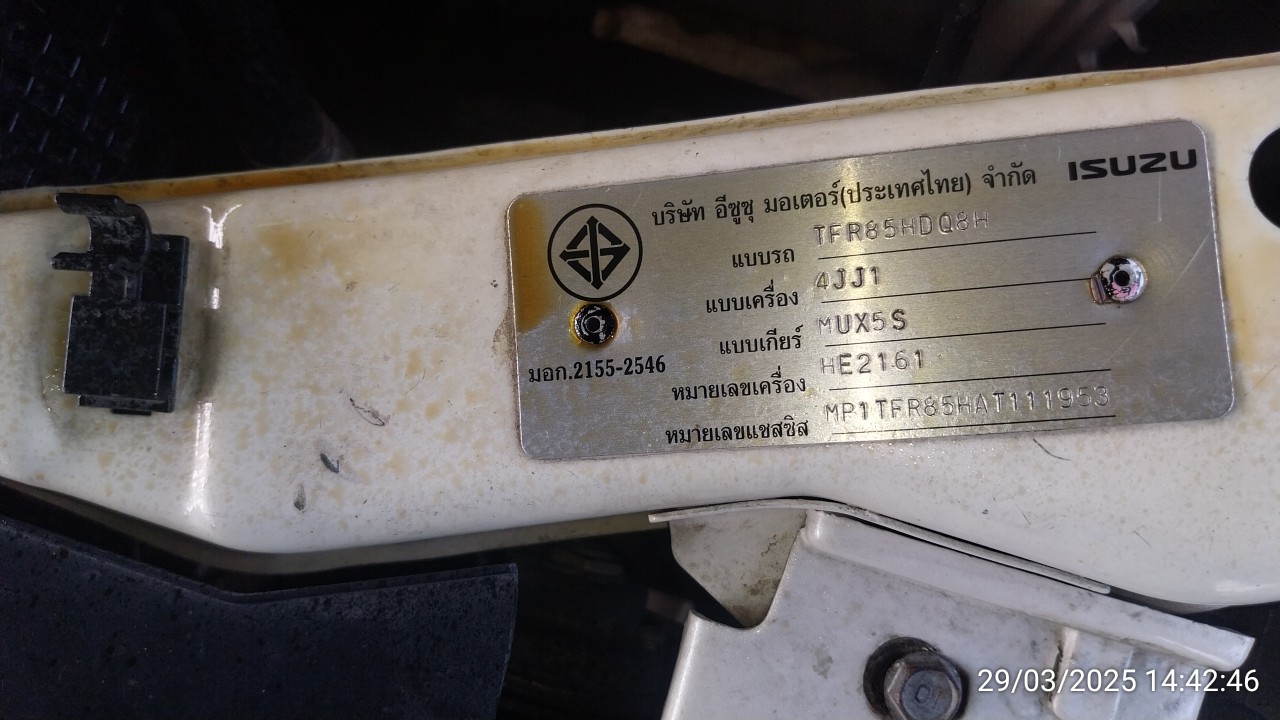 ISUZU
บริษัท อีซูซุ มอเตอร์(ประเทศไทย) จำกัด
แบบรถ TFR85HDQ8H
แบบเครื่อง 4JJ1
แบบเกียร์ MUX5S
หมายเลขเครื่อง HE2161
หมายเลขแชสซิส MP1TFR85HAT111953
มอก.2155-2546
29/03/2025 14:42:46